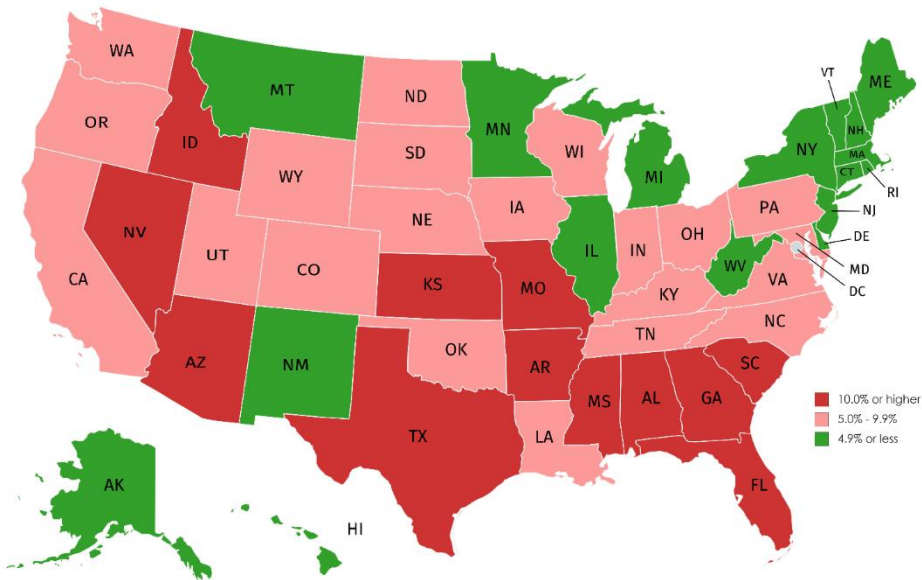 WA
MT
ND
MN
VT
ME
OR
ID
SD
WI
NY
NH
MA
CT
RI
WY
MI
NJ
NE
IA
PA
DE
NV
UT
CO
IL
IN
OH
WV
MD
VA
DC
CA
KS
MO
KY
NC
TN
AZ
NM
OK
AR
SC
MS
AL
GA
10.0% or higher
5.0% - 9.9%
4.9% or less
TX
LA
FL
AK
HI